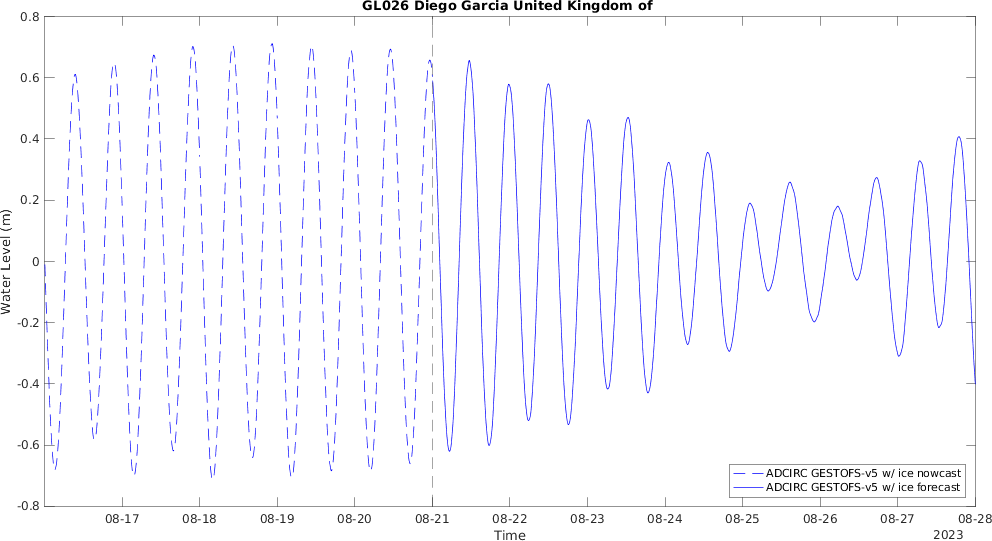 GL026 Diego Garcia United Kingdom of
0.8
0.6
0.4
0.2
0
-0.2
-0.4
-0.6
-0.8
Water Level (m)
ADCIRC GESTOFS-v5 w/ ice nowcast
ADCIRC GESTOFS-v5 w/ ice forecast
08-17 08-18 08-19 08-20 08-21 08-22 08-23 08-24 08-25 08-26 08-27 08-28
Time
2023